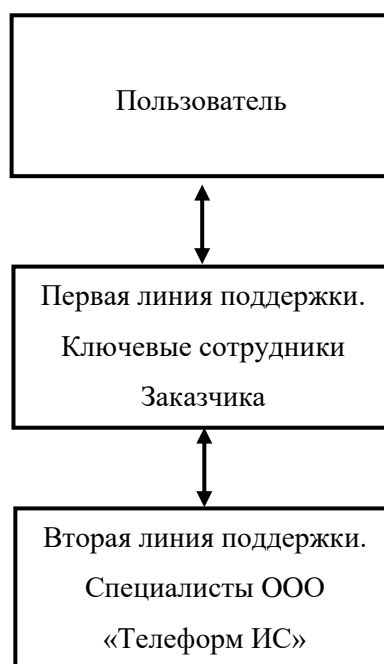 Пользователь
Первая линия поддержки.
Ключевые сотрудники
Заказчика
Вторая линия поддержки.
Специалисты ООО
«Телеформ ИС»